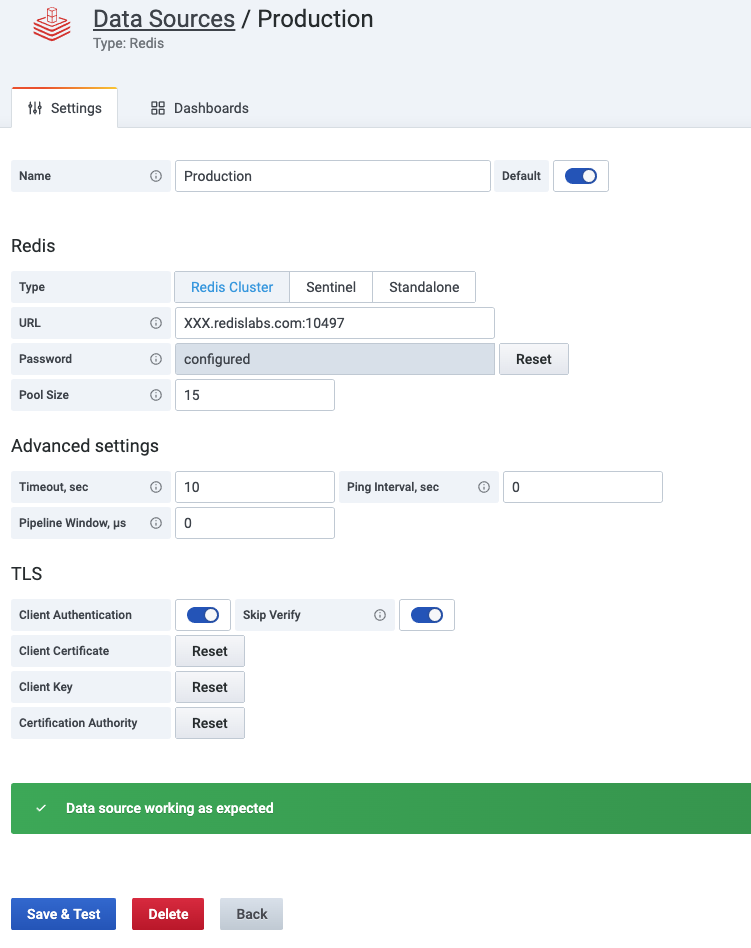 Data Sources / Production
Type: Redis
Settings
Dashboards
Name
Production
Default
Redis
Type
Redis Cluster
Sentinel
Standalone
URL
XXX.redislabs.com:10497
Password
configured
Reset
Pool Size
15
Advanced settings
Timeout, sec
10
Ping Interval, sec
0
Pipeline Window, μs
0
TLS
Client Authentication
Skip Verify
Client Certificate
Reset
Client Key
Reset
Certification Authority
Reset
Data source working as expected
Save & Test
Delete
Back